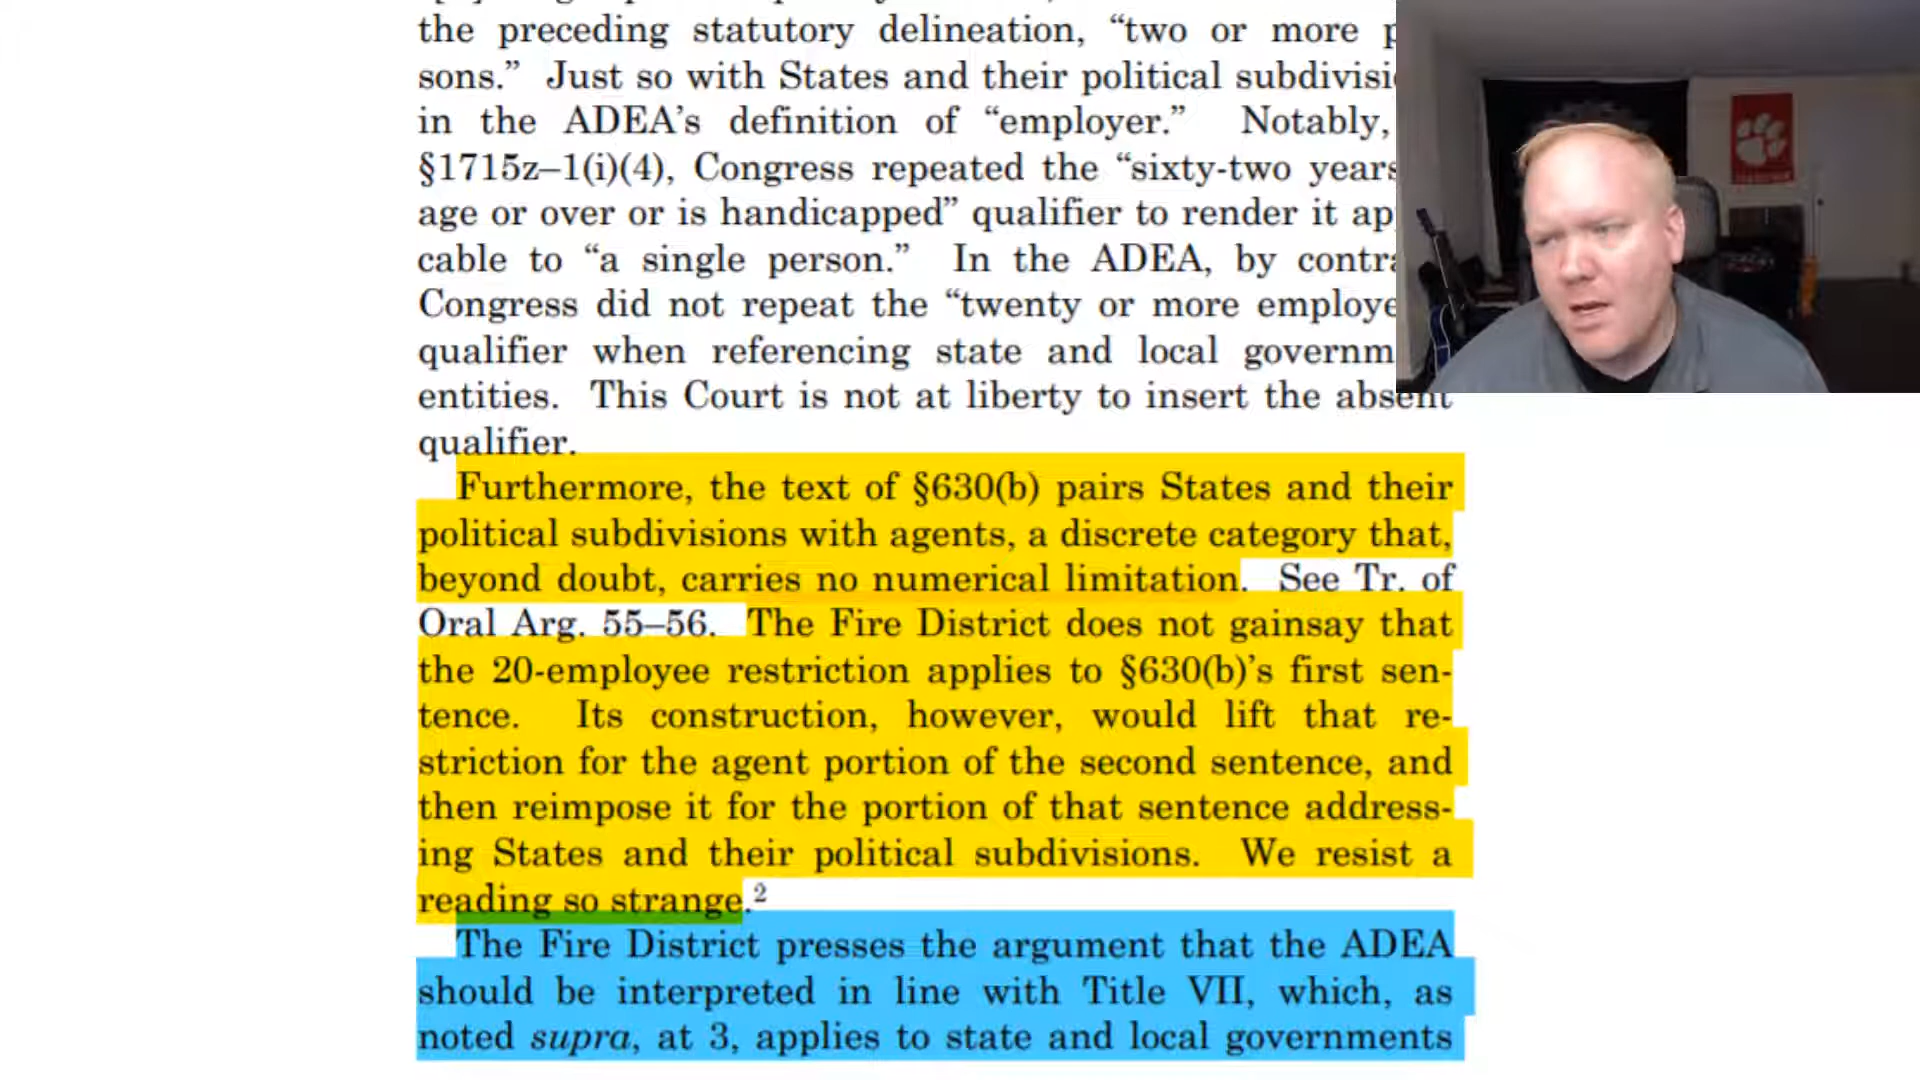 the preceding statutory delineation, “two or more
sons.” Just so with States and their political
in the ADEA’s definition of “employer.” Notably,
§1715z–1(i)(4), Congress repeated the “sixty-two years
age or over or is handicapped” qualifier to render it
cable to “a single person.” In the ADEA, by
Congress did not repeat the “twenty or more
qualifier when referencing state and local
entities. This Court is not at liberty to insert the absent
qualifier.
Furthermore, the text of §630(b) pairs States and their
political subdivisions with agents, a discrete category that,
beyond doubt, carries no numerical limitation. See Tr. of
Oral Arg. 55–56. The Fire District does not gainsay that
the 20-employee restriction applies to §630(b)’s first sen-
tence. Its construction, however, would lift that re-
striction for the agent portion of the second sentence, and
then reimpose it for the portion of that sentence address-
ing States and their political subdivisions. We resist a
reading so strange.2
The Fire District presses the argument that the ADEA
should be interpreted in line with Title VII, which, as
noted supra, at 3, applies to state and local governments